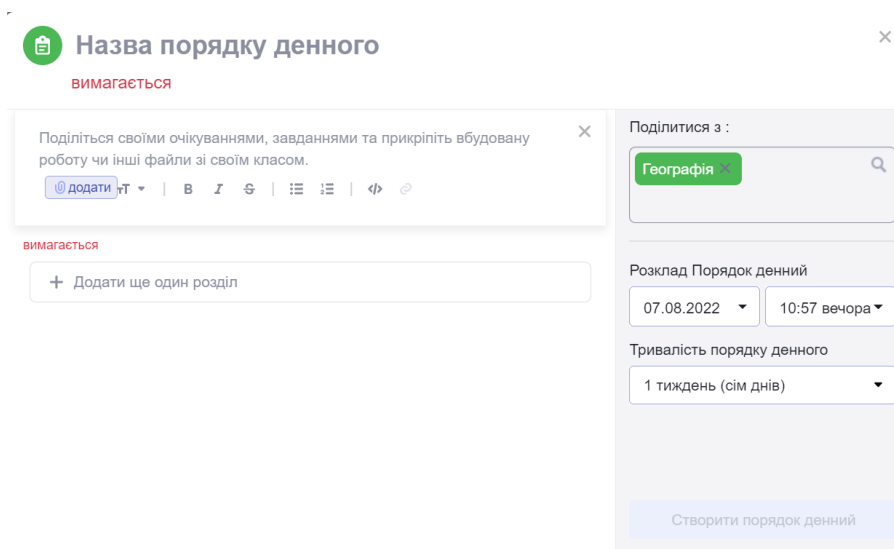 Назва порядку денного
вимагається
Поділіться своїми очікуваннями, завданнями та прикріпіть вбудовану
роботу чи інші файли зі своїм класом.
додати тT B I S </>
вимагається
+ Додати ще один розділ
Поділитися з :
Географія ×
Розклад Порядок денний
07.08.2022 10:57 вечора
Тривалість порядку денного
1 тиждень (сім днів)
Створити порядок денний